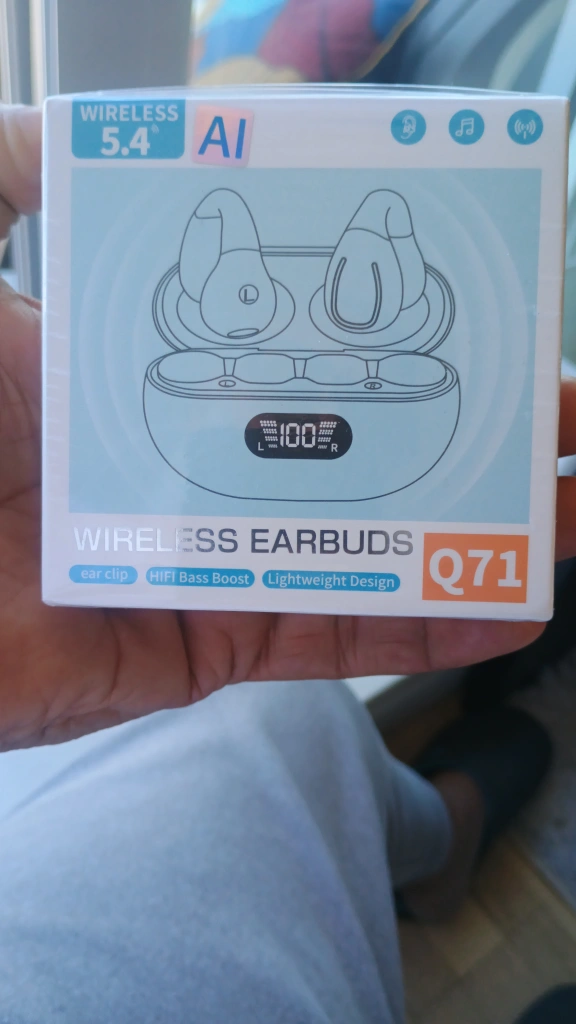 WIRELESS
5.4
AI
L
L
100
L R
WIRELESS EARBUDS
ear clip
HIFI Bass Boost
Lightweight Design
Q71